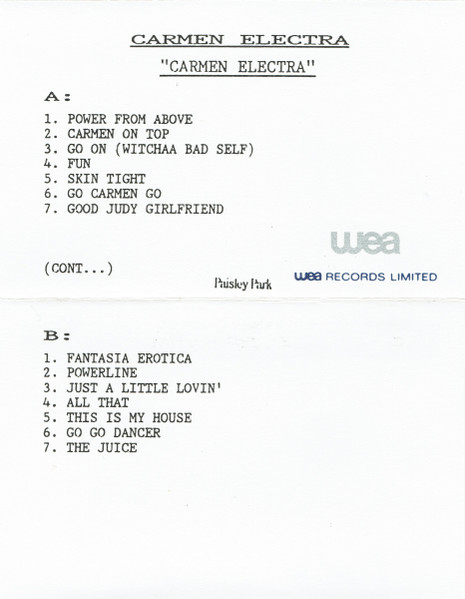 CARMEN ELECTRA
"CARMEN ELECTRA"
A:
1. POWER FROM ABOVE
2. CARMEN ON TOP
3. GO ON (WITCHAA BAD SELF)
4. FUN
5. SKIN TIGHT
6. GO CARMEN GO
7. GOOD JUDY GIRLFRIEND
wea
(CONT...)
Paisley Park
wea RECORDS LIMITED
B:
1. FANTASIA EROTICA
2. POWERLINE
3. JUST A LITTLE LOVIN'
4. ALL THAT
5. THIS IS MY HOUSE
6. GO GO DANCER
7. THE JUICE